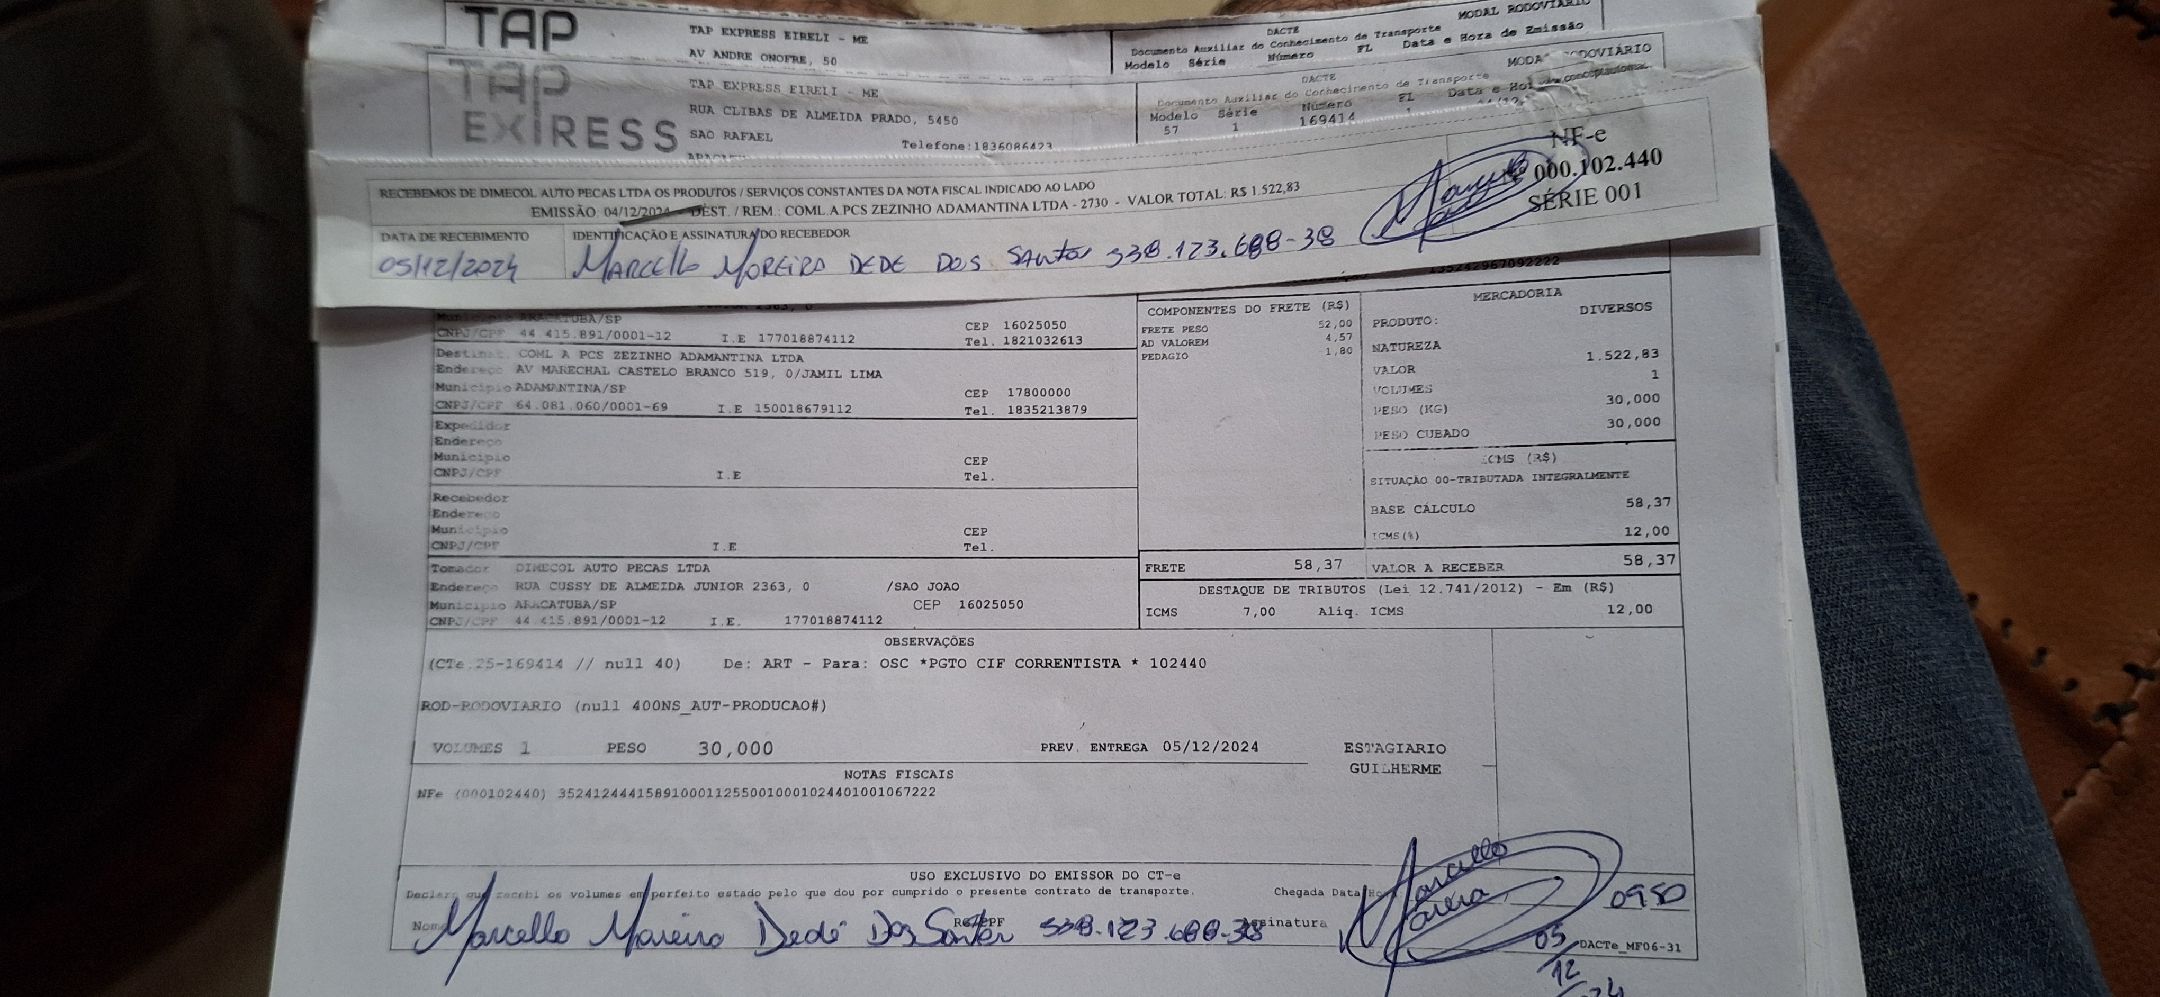 TAP
TAP EXPRESS EIRELI - ME
AV ANDRE ONOFRE, 50
DACTE
MODAL RODOVIÁRIO
Documento Auxiliar do Conhecimento de Transporte
Modelo Série Número FL Data e Hora de Emissão
TAP
EXIRESS
TAP EXPRESS EIRELI - ME
RUA CLIBAS DE ALMEIDA PRADO, 5450
SAO RAFAEL
Telefone:1836086423
DACTE
Documento Auxiliar do Conhecimento de Transporte
Modelo Série Número FL Data e
57 1 169414 1
NF-e
000.102.440
SÉRIE 001
RECEBEMOS DE DIMECOL AUTO PECAS LTDA OS PRODUTOS / SERVIÇOS CONSTANTES DA NOTA FISCAL INDICADO AO LADO
EMISSÃO: 04/12/2024 - DEST. / REM.: COML.A.PCS ZEZINHO ADAMANTINA LTDA - 2730 - VALOR TOTAL: R$ 1.522,83
DATA DE RECEBIMENTO IDENTIFICAÇÃO E ASSINATURA DO RECEBEDOR
05/12/2024 Marcello Moreira Dede dos Santos 338.123.688-38
Município ARACATUBA/SP CEP 16025050
CNPJ/CPF 44.415.891/0001-12 I.E 177018874112 Tel. 1821032613
Destinat. COML A PCS ZEZINHO ADAMANTINA LTDA
Endereço AV MARECHAL CASTELO BRANCO 519, 0/JAMIL LIMA
Município ADAMANTINA/SP CEP 17800000
CNPJ/CPF 64.081.060/0001-69 I.E 150018679112 Tel. 1835213879
Expedidor
Endereço
Município CEP
CNPJ/CPF I.E Tel.
Recebedor
Endereço
Município CEP
CNPJ/CPF I.E Tel.
Tomador DIMECOL AUTO PECAS LTDA
Endereço RUA CUSSY DE ALMEIDA JUNIOR 2363, 0 /SAO JOAO
Município ARACATUBA/SP CEP 16025050
CNPJ/CPF 44.415.891/0001-12 I.E. 177018874112
COMPONENTES DO FRETE (R$)
FRETE PESO 52,00
AD VALOREM 4,57
PEDAGIO 1,80
FRETE 58,37
MERCADORIA
PRODUTO: DIVERSOS
NATUREZA
VALOR 1.522,83
VOLUMES 1
PESO (KG) 30,000
PESO CUBADO 30,000
ICMS (R$)
SITUAÇÃO 00-TRIBUTADA INTEGRALMENTE
BASE CÁLCULO 58,37
ICMS(%) 12,00
VALOR A RECEBER 58,37
DESTAQUE DE TRIBUTOS (Lei 12.741/2012) - Em (R$)
ICMS 7,00 Aliq. ICMS 12,00
OBSERVAÇÕES
(CTe.25-169414 // null 40) De: ART - Para: OSC *PGTO CIF CORRENTISTA * 102440
ROD-RODOVIARIO (null 400NS_AUT-PRODUCAO#)
VOLUMES 1 PESO 30,000 PREV. ENTREGA 05/12/2024
ESTAGIARIO
GUILHERME
NOTAS FISCAIS
NFe (000102440) 35241244415891000112550010001024401001067222
USO EXCLUSIVO DO EMISSOR DO CT-e
Declaro que recebi os volumes em perfeito estado pelo que dou por cumprido o presente contrato de transporte. Chegada Data
0950
Nome Marcello Moreira Dedé Dos Santos RG/CPF 338.123.688-38 Assinatura Marcello
05/12/24
DACTe_MF06-31